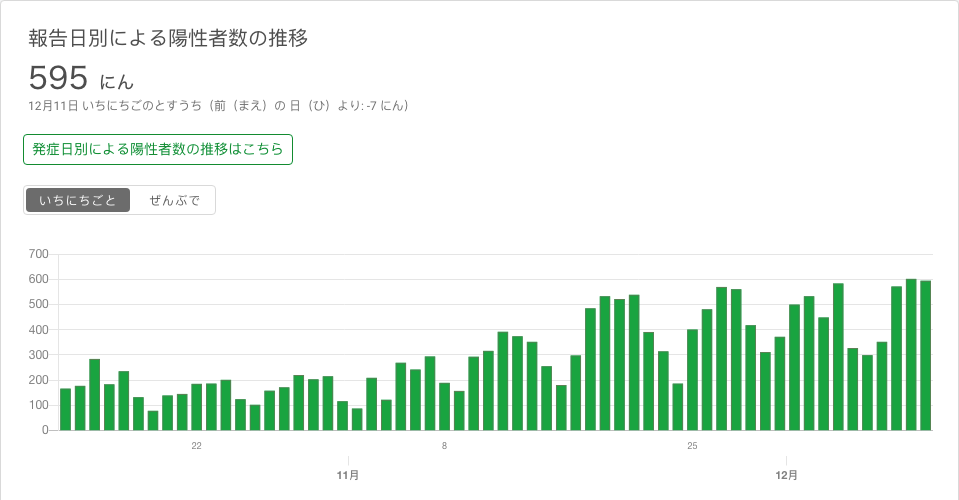 報告日別による陽性者数の推移
595 にん
12月11日 いちにちごのとすうち（前（まえ）の 日（ひ）より: -7 にん）
発症日別による陽性者数の推移はこちら
いちにちごと ぜんぶで
700
600
500
400
300
200
100
0
22 8 25
11月 12月